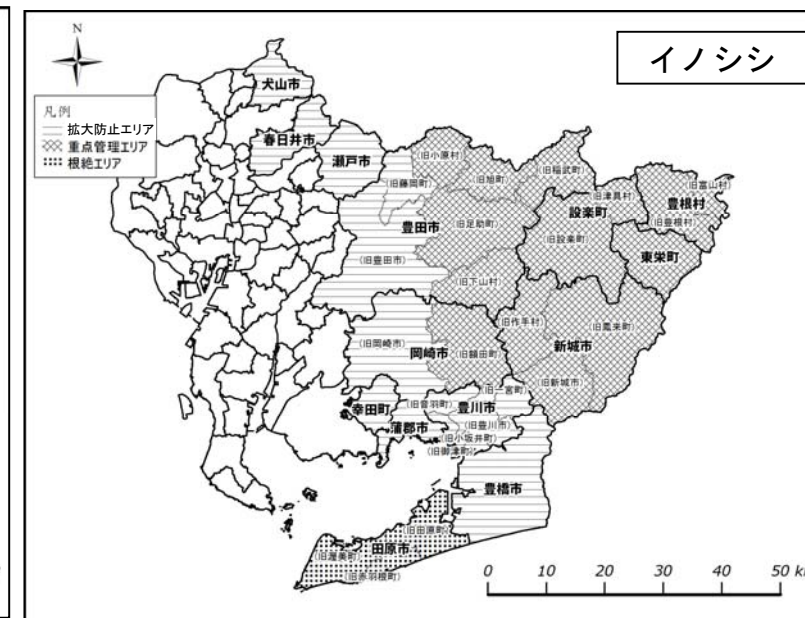 イノシシ
N
凡例
拡大防止エリア
重点管理エリア
根絶エリア
犬山市
春日井市
瀬戸市
(旧小原村)
(旧藤岡町)
(旧旭町)
(旧稲武町)
豊田市
(旧足助町)
(旧豊田市)
(旧下山村)
(旧津具村)
設楽町
(旧設楽町)
(旧富山村)
豊根村
(旧豊根村)
東栄町
(旧作手村)
(旧鳳来町)
新城市
(旧新城市)
(旧岡崎市)
岡崎市
(旧額田町)
幸田町
(旧音羽町)
(旧一宮町)
豊川市
(旧豊川市)
蒲郡市
(旧小坂井町)
(旧御津町)
豊橋市
(旧田原町)
田原市
(旧渥美町)
(旧赤羽根町)
0 10 20 30 40 50 km